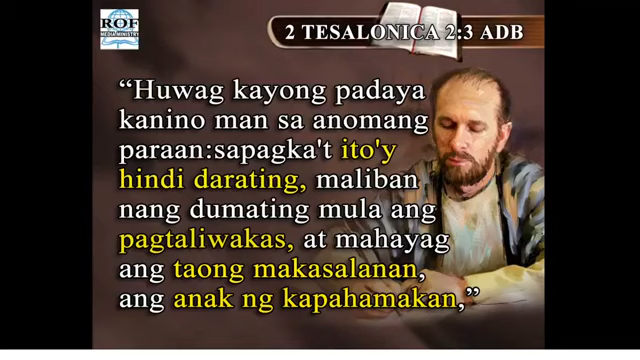 ROF
MEDIA MINISTRY
2 TESALONICA 2:3 ADB
“Huwag kayong padaya
kanino man sa anomang
paraan:sapagka't ito'y
hindi darating, maliban
nang dumating mula ang
pagtaliwakas, at mahayag
ang taong makasalanan,
ang anak ng kapahamakan,”